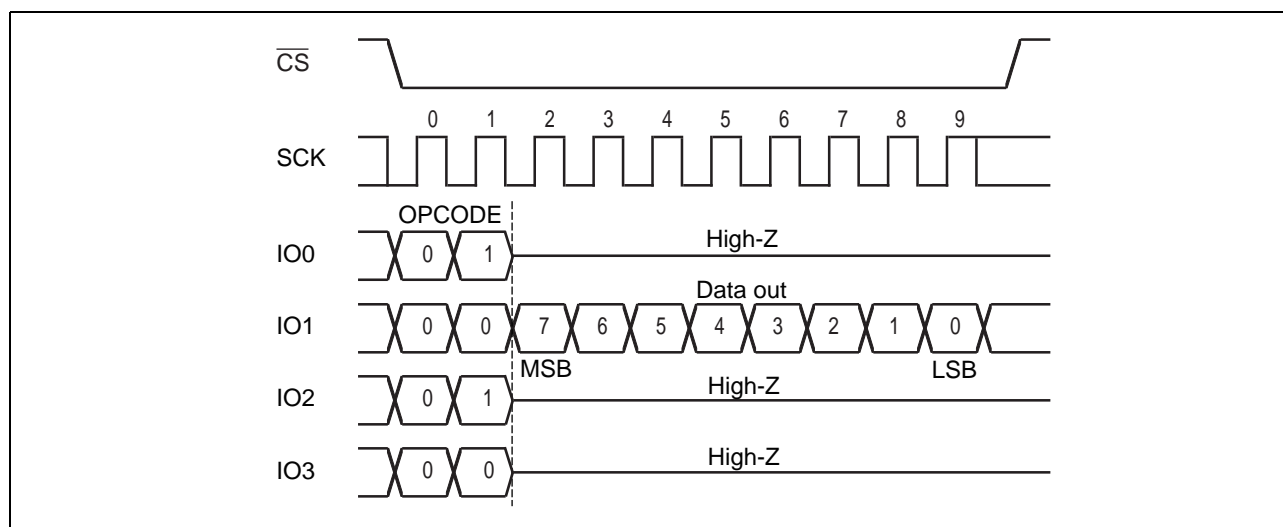 CS
0 1 2 3 4 5 6 7 8 9
SCK
OPCODE
IO0 0 1 High-Z
Data out
IO1 0 0 7 6 5 4 3 2 1 0
MSB LSB
IO2 0 1 High-Z
IO3 0 0 High-Z